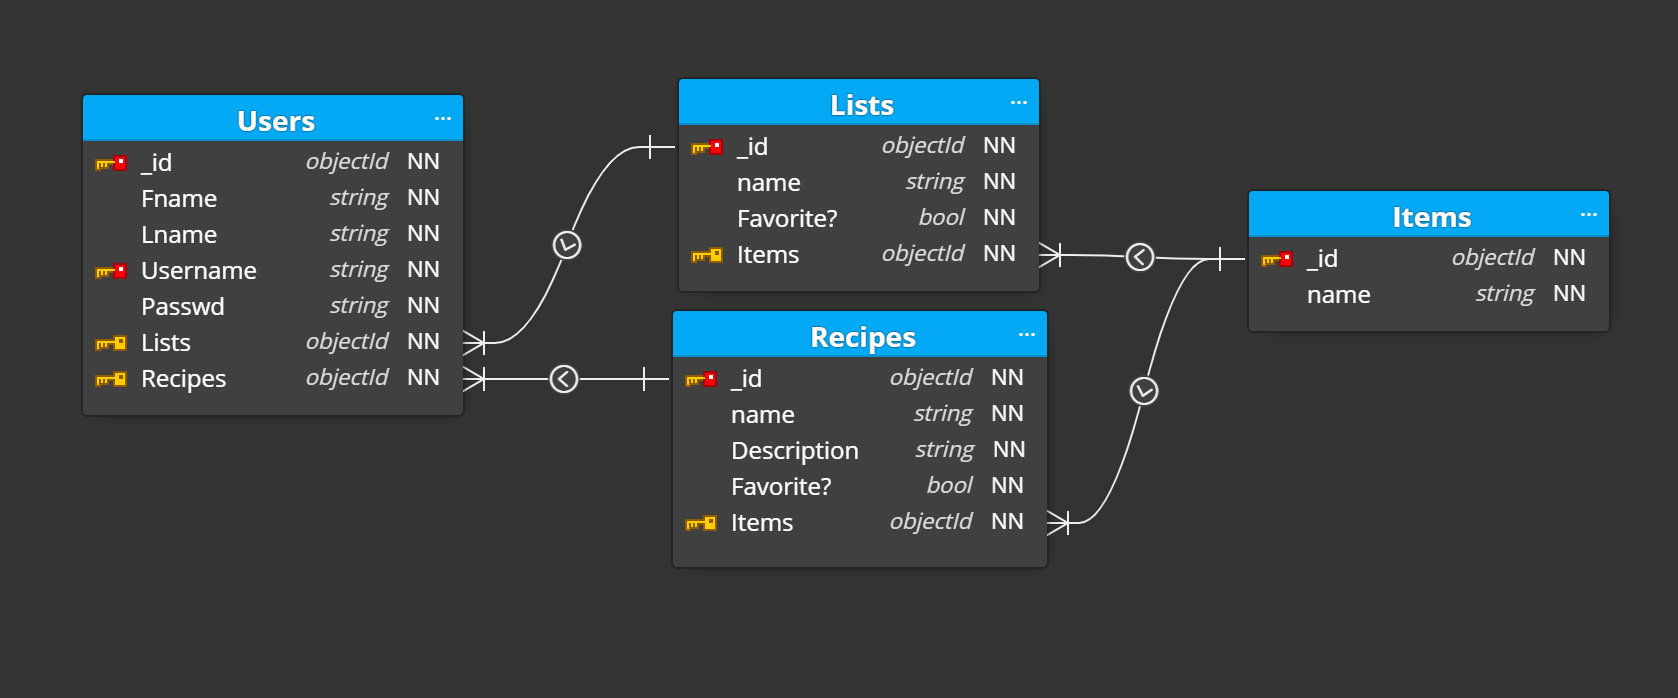 Users ...
_id objectId NN
Fname string NN
Lname string NN
Username string NN
Passwd string NN
Lists objectId NN
Recipes objectId NN
Lists ...
_id objectId NN
name string NN
Favorite? bool NN
Items objectId NN
Recipes ...
_id objectId NN
name string NN
Description string NN
Favorite? bool NN
Items objectId NN
Items ...
_id objectId NN
name string NN